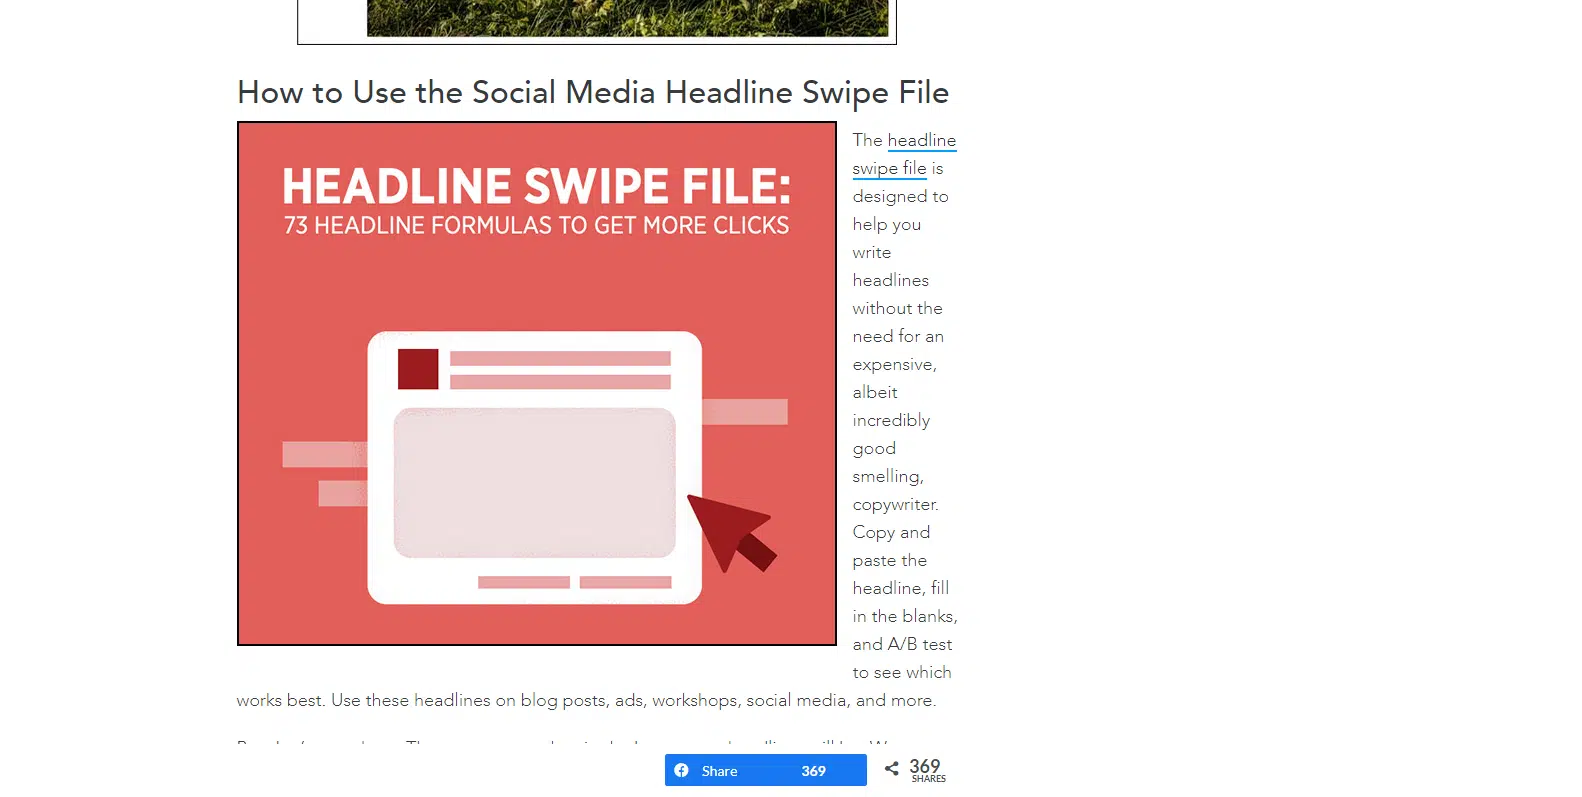 How to Use the Social Media Headline Swipe File
HEADLINE SWIPE FILE:
73 HEADLINE FORMULAS TO GET MORE CLICKS
The headline
swipe file is
designed to
help you
write
headlines
without the
need for an
expensive,
albeit
incredibly
good
smelling,
copywriter.
Copy and
paste the
headline, fill
in the blanks,
and A/B test
to see which
works best. Use these headlines on blog posts, ads, workshops, social media, and more.
Share 369
369
SHARES